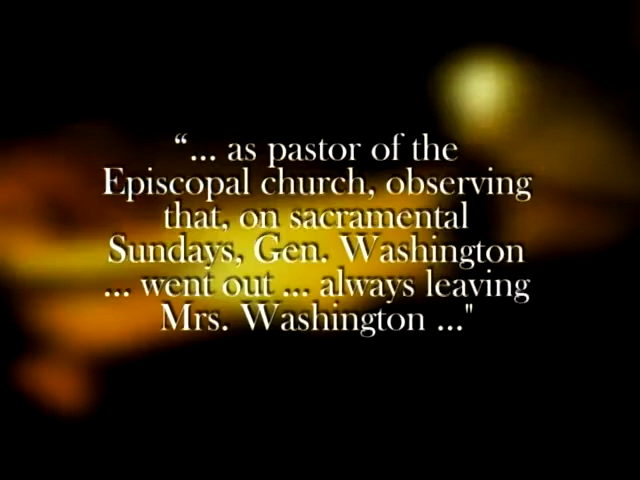 “... as pastor of the
Episcopal church, observing
that, on sacramental
Sundays, Gen. Washington
... went out ... always leaving
Mrs. Washington ..."